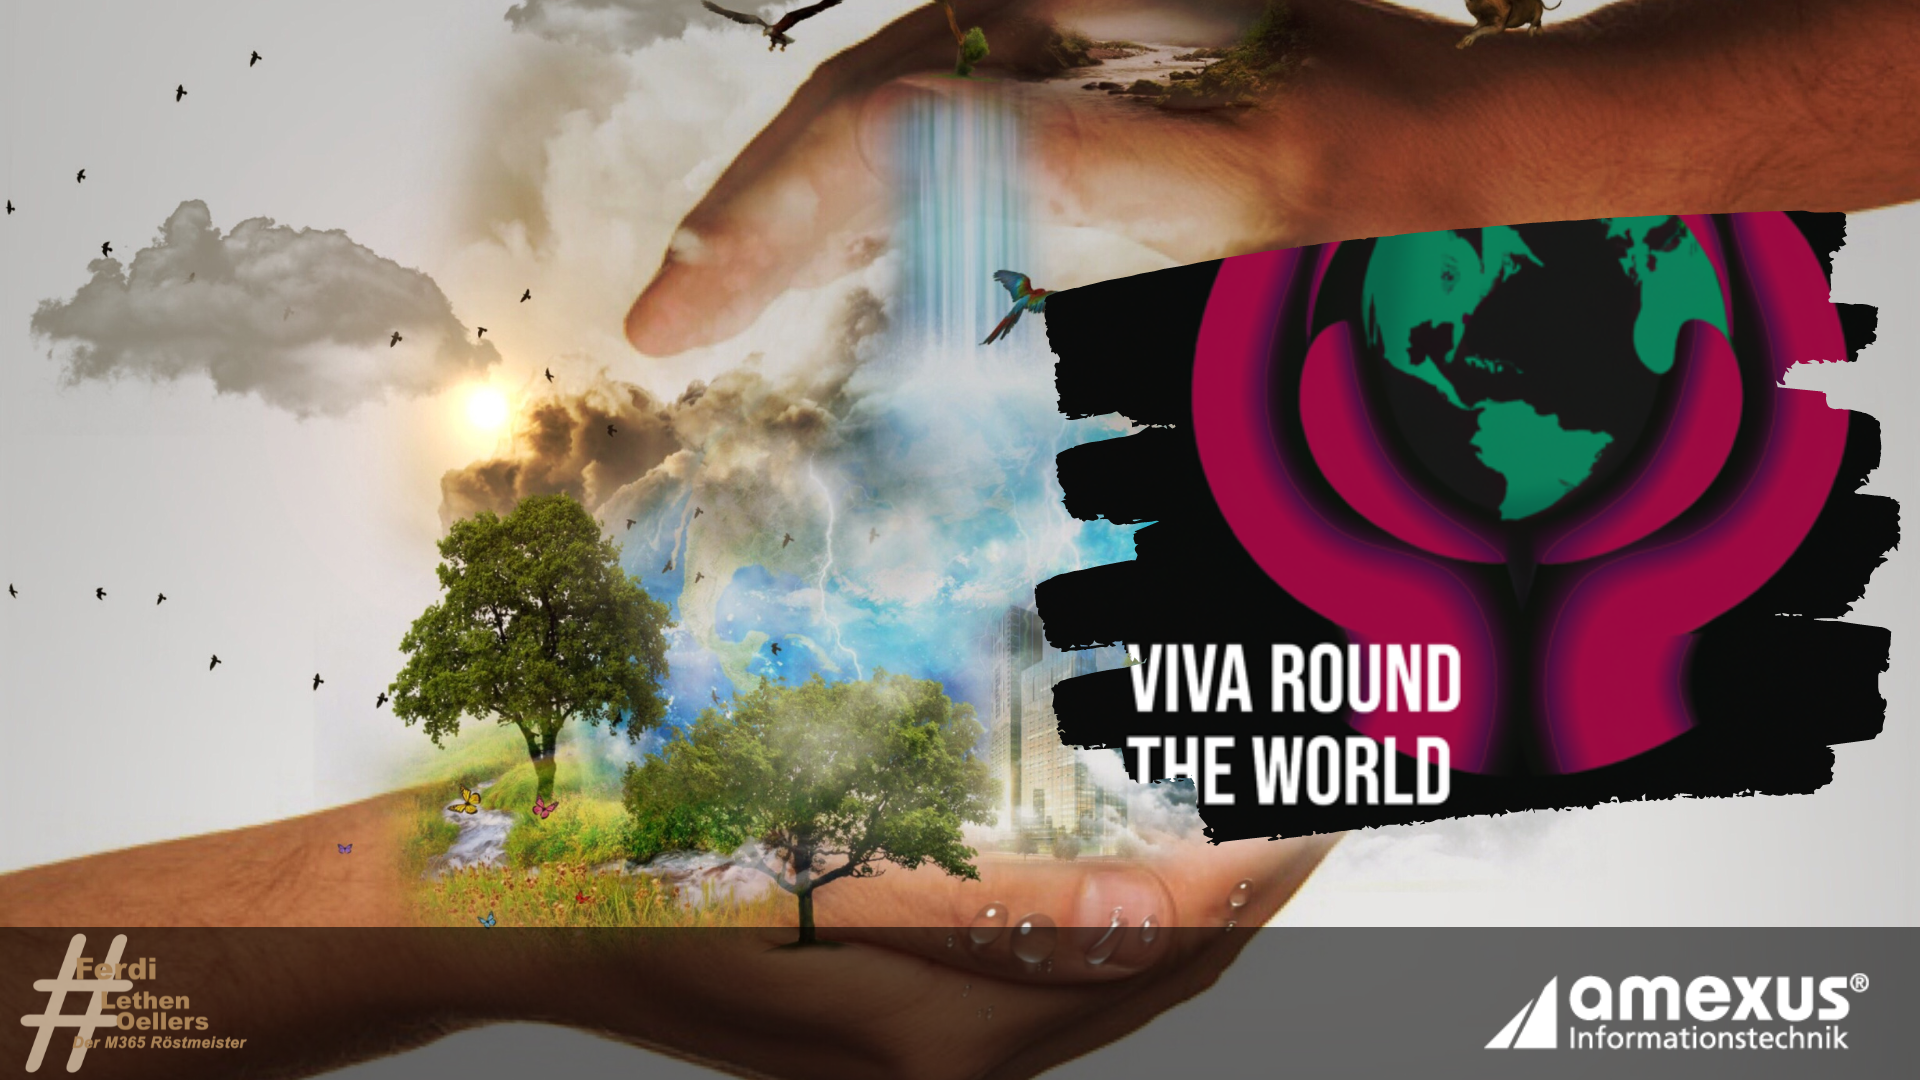 VIVA ROUND
THE WORLD
Ferdi
Lethen
Oellers
Der M365 Röstmeister
amexus®
Informationstechnik